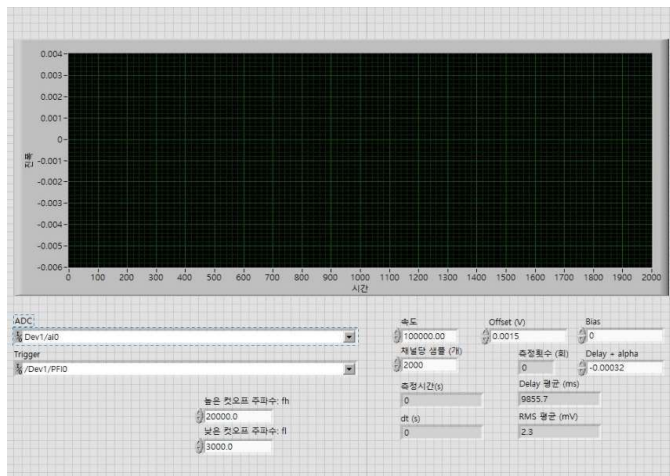 0.004
0.003
0.002
0.001
0
-0.001
-0.002
-0.003
-0.004
-0.005
-0.006
진폭
0 100 200 300 400 500 600 700 800 900 1000 1100 1200 1300 1400 1500 1600 1700 1800 1900 2000
시간
ADC
Dev1/ai0
Trigger
/Dev1/PFI0
속도
100000.00
Offset (V)
0.0015
Bias
0
채널당 샘플 (개)
2000
측정횟수 (회)
0
Delay + alpha
-0.00032
측정시간(s)
0
Delay 평균 (ms)
9855.7
dt (s)
0
RMS 평균 (mV)
2.3
높은 컷오프 주파수: fh
20000.0
낮은 컷오프 주파수: fl
3000.0